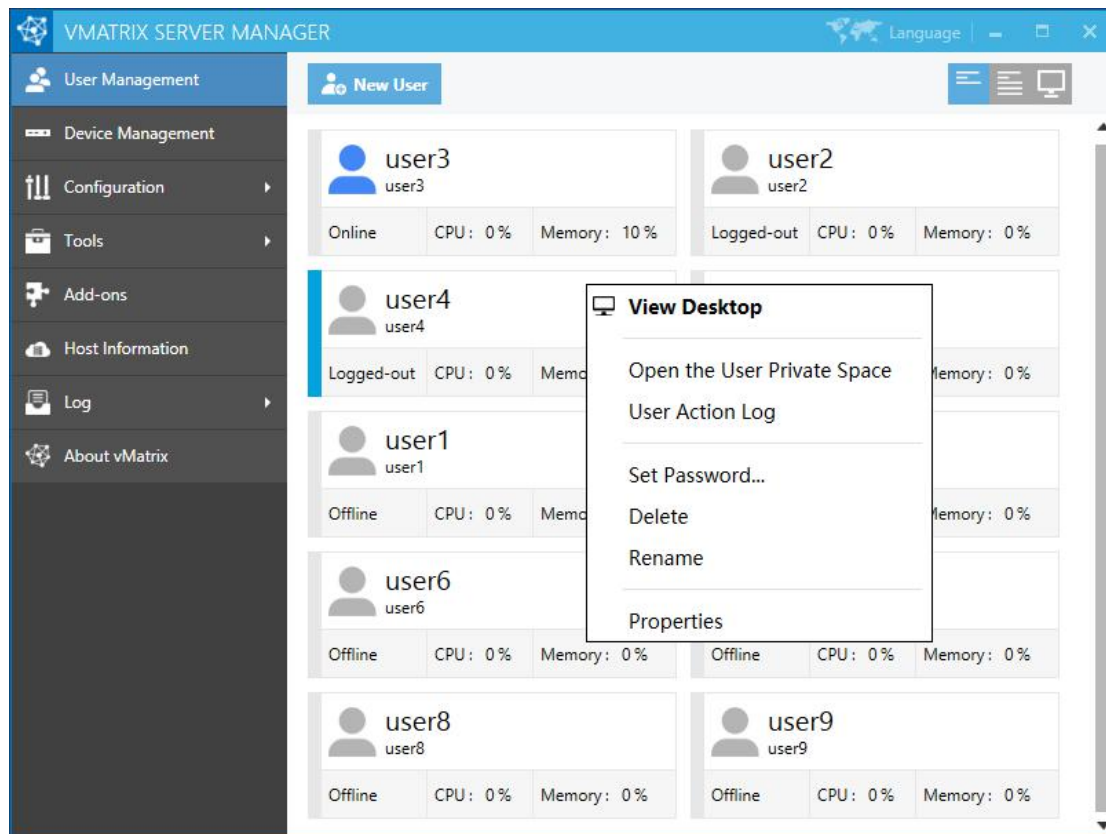 VMATRIX SERVER MANAGER
Language
User Management
Device Management
Configuration
Tools
Add-ons
Host Information
Log
About vMatrix
New User
user3
user3
Online CPU: 0% Memory: 10%
user2
user2
Logged-out CPU: 0% Memory: 0%
user4
user4
Logged-out CPU: 0%
Memory: 0%
user1
user1
Offline CPU: 0%
Memory: 0%
user6
user6
Offline CPU: 0% Memory: 0%
Offline CPU: 0% Memory: 0%
user8
user8
Offline CPU: 0% Memory: 0%
user9
user9
Offline CPU: 0% Memory: 0%
View Desktop
Open the User Private Space
User Action Log
Set Password...
Delete
Rename
Properties